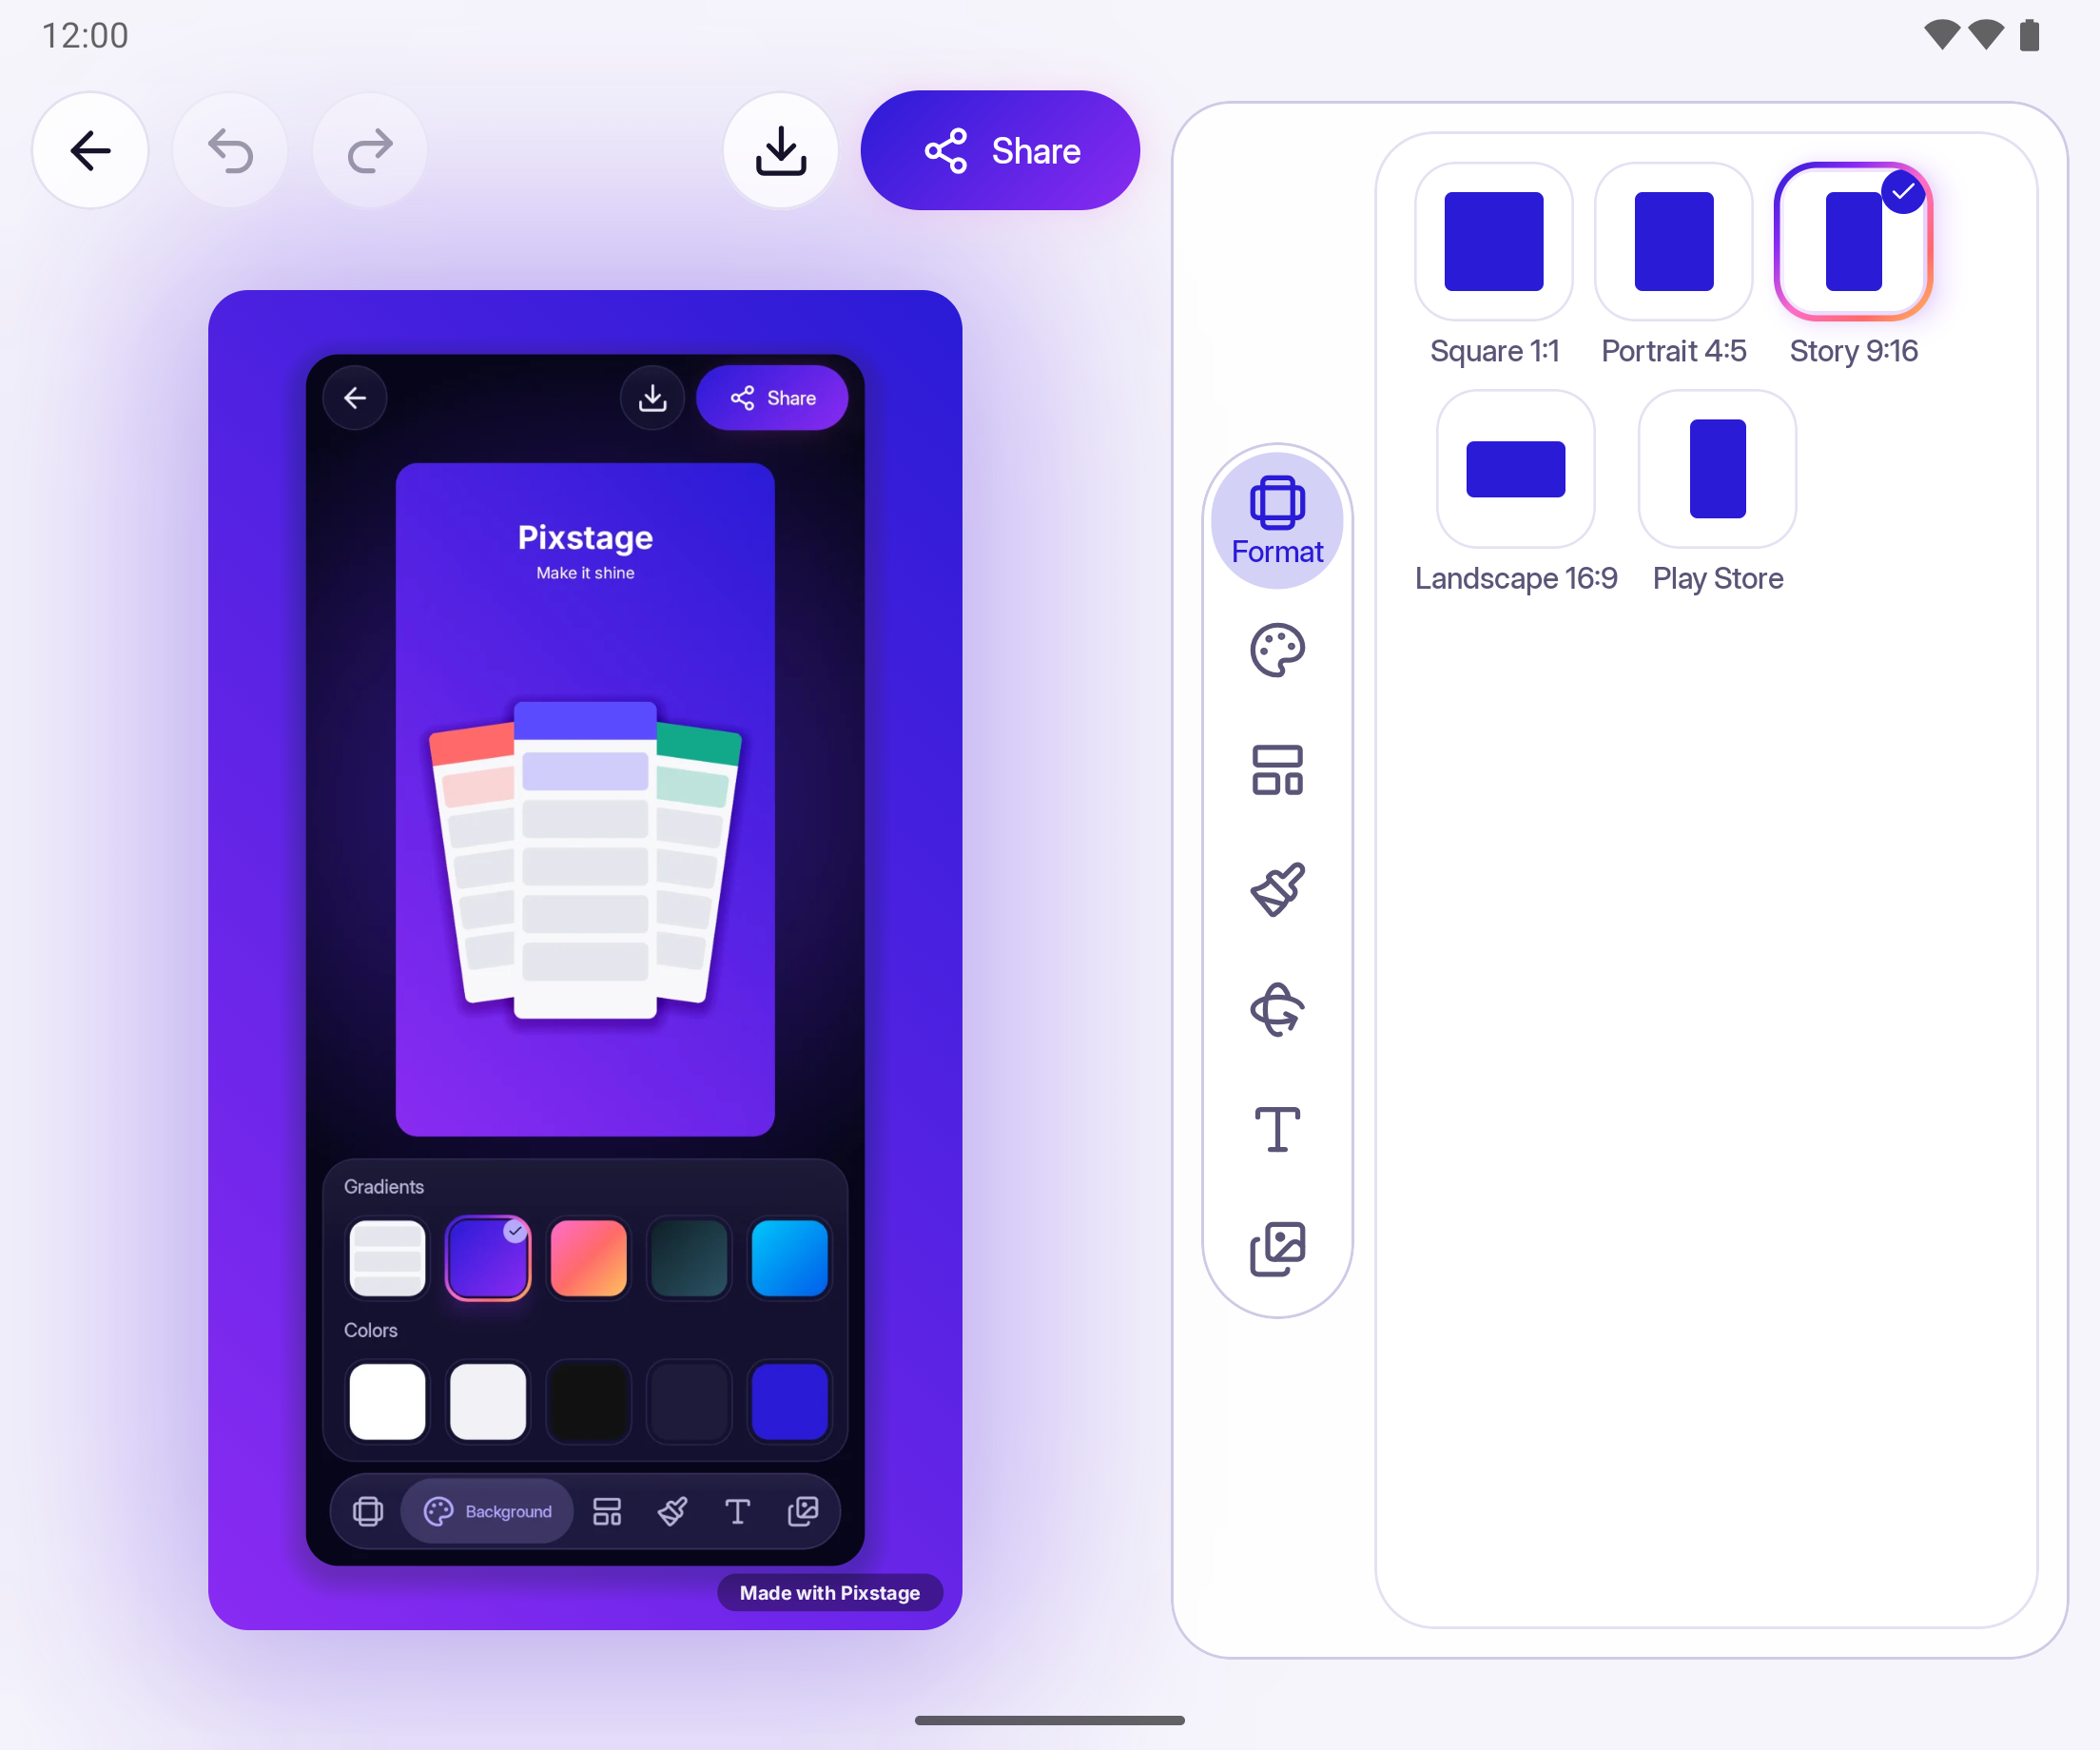 12:00
Share
Share
Pixstage
Make it shine
Gradients
Colors
Background
Made with Pixstage
Square 1:1
Portrait 4:5
Story 9:16
Landscape 16:9
Play Store
Format